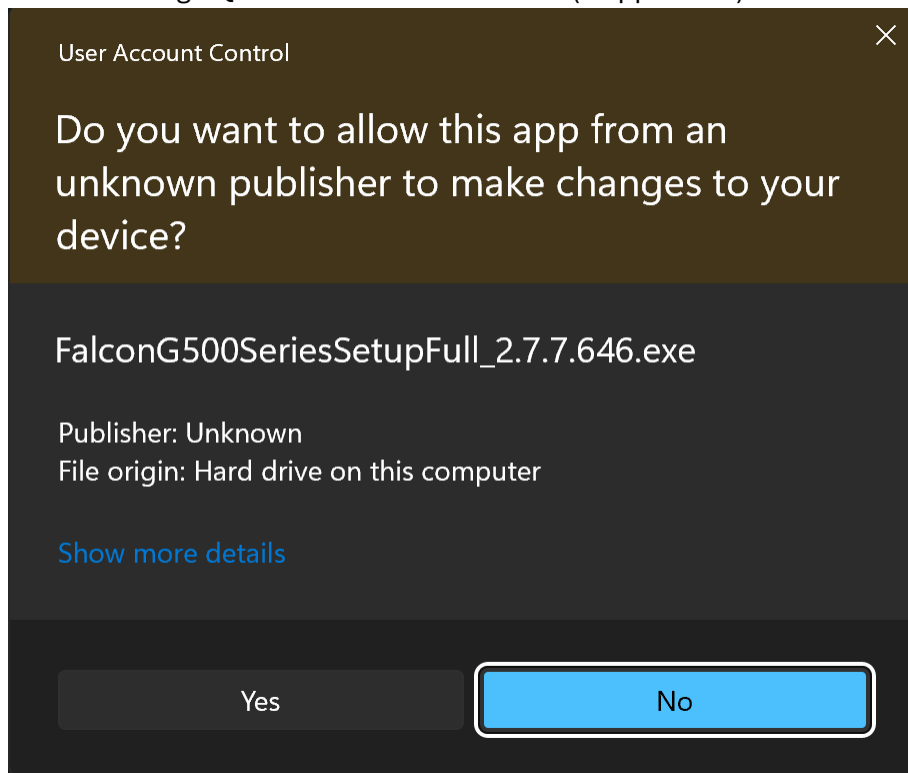 User Account Control
Do you want to allow this app from an
unknown publisher to make changes to your
device?
FalconG500SeriesSetupFull_2.7.7.646.exe
Publisher: Unknown
File origin: Hard drive on this computer
Show more details
Yes
No